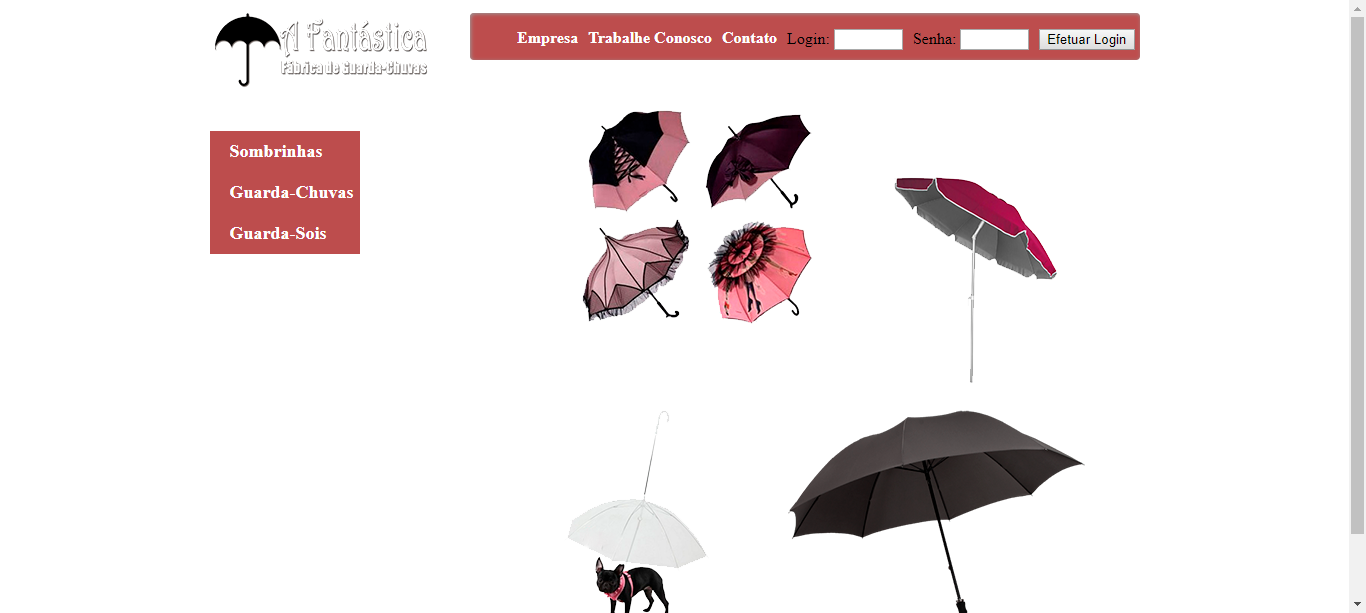 A Fantástica
Fábrica de Guarda-Chuvas
Empresa Trabalhe Conosco Contato Login: Senha: Efetuar Login
Sombrinhas
Guarda-Chuvas
Guarda-Sois